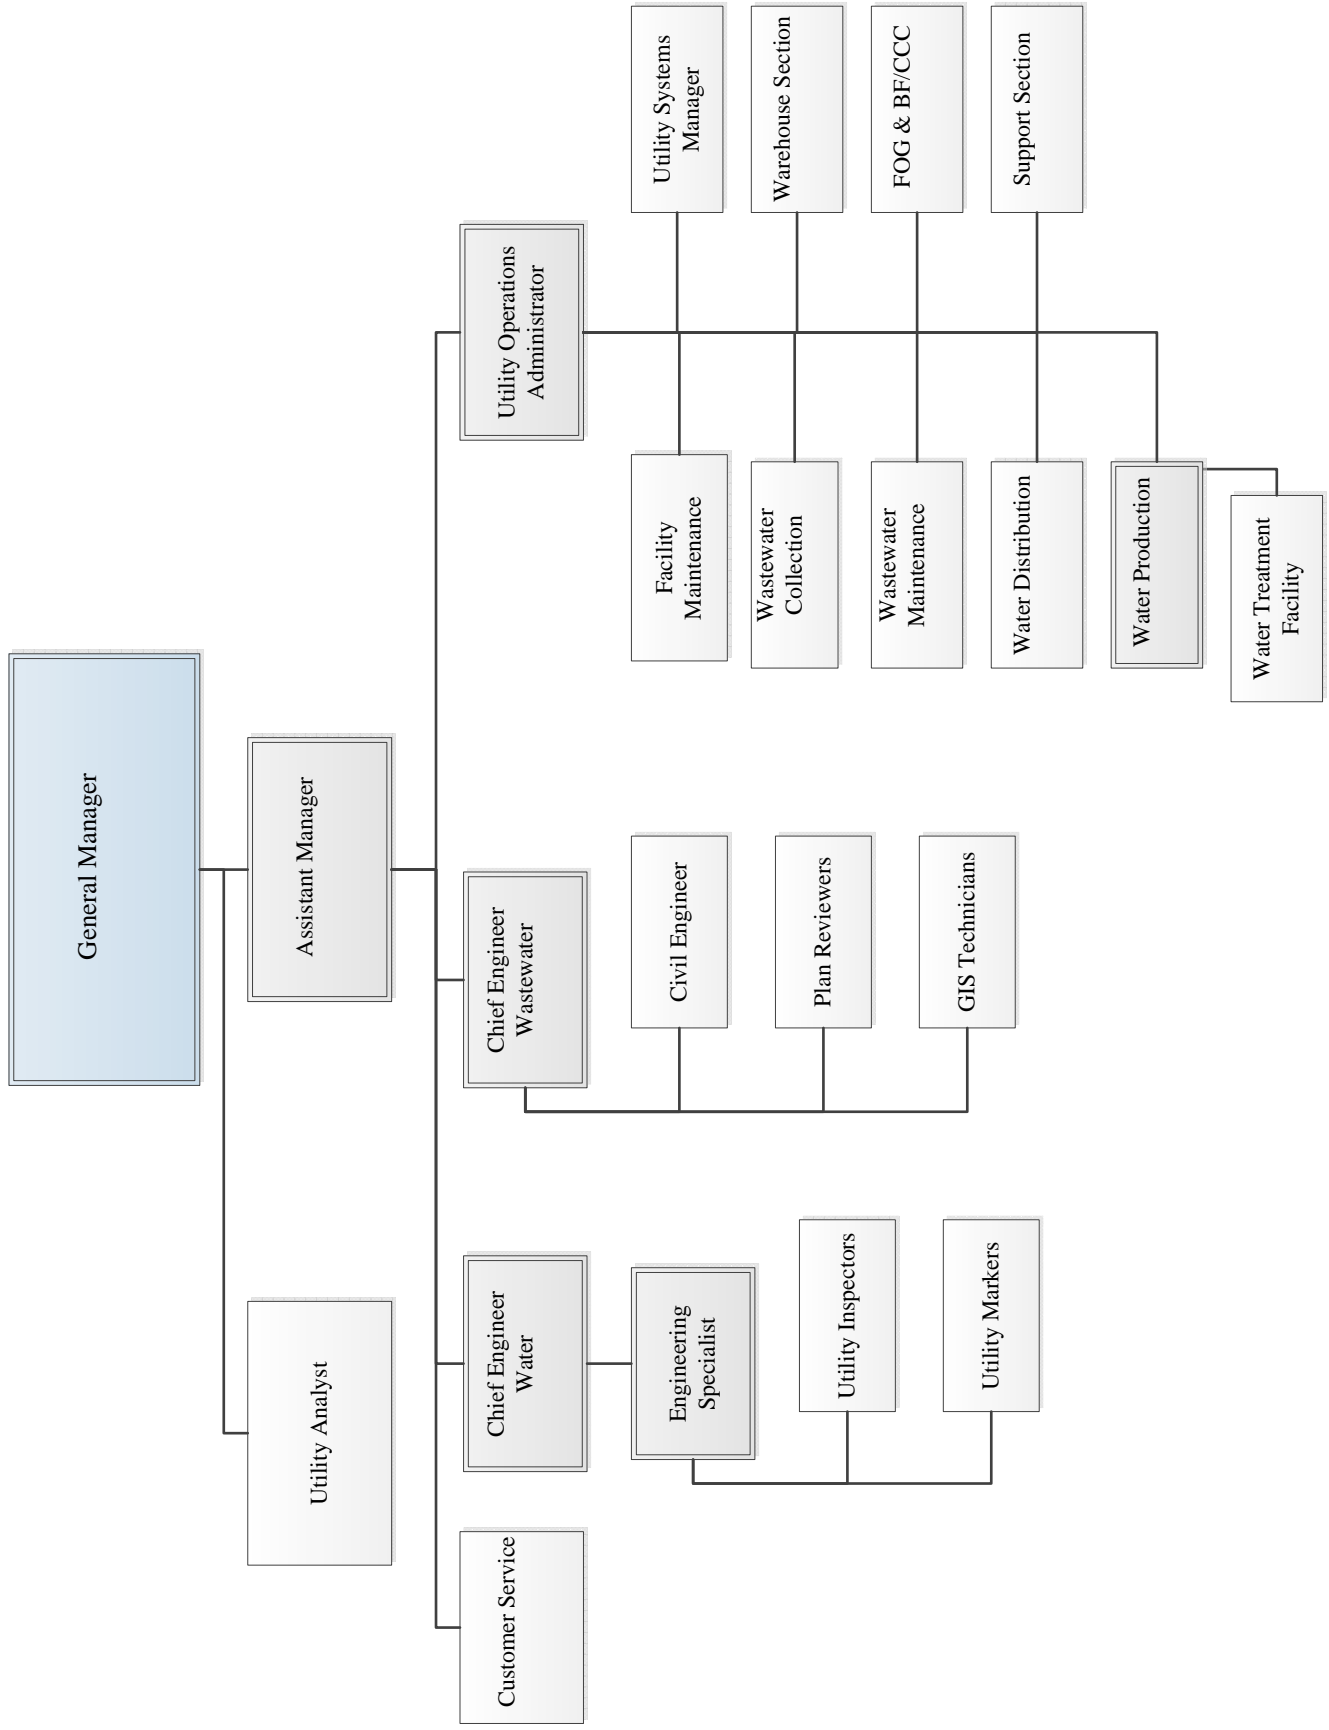 General Manager
Utility Analyst
Assistant Manager
Customer Service
Chief Engineer
Water
Chief Engineer
Wastewater
Utility Operations
Administrator
Engineering
Specialist
Utility Inspectors
Utility Markers
Civil Engineer
Plan Reviewers
GIS Technicians
Facility
Maintenance
Utility Systems
Manager
Wastewater
Collection
Warehouse Section
Wastewater
Maintenance
FOG & BF/CCC
Water Distribution
Support Section
Water Production
Water Treatment
Facility